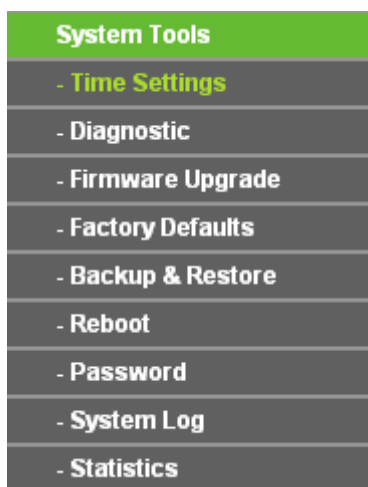 System Tools
- Time Settings
- Diagnostic
- Firmware Upgrade
- Factory Defaults
- Backup & Restore
- Reboot
- Password
- System Log
- Statistics